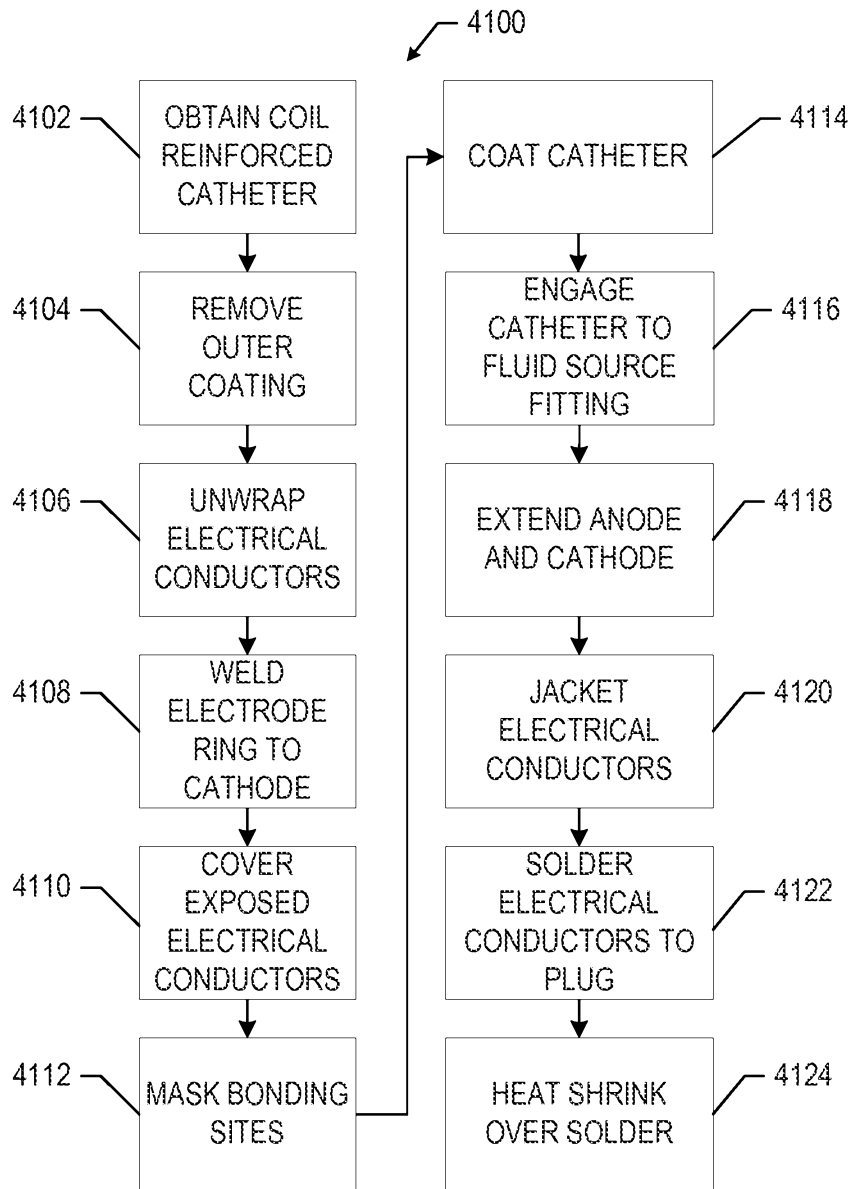 4100
4102
OBTAIN COIL
REINFORCED
CATHETER
4104
REMOVE
OUTER
COATING
4106
UNWRAP
ELECTRICAL
CONDUCTORS
4108
WELD
ELECTRODE
RING TO
CATHODE
4110
COVER
EXPOSED
ELECTRICAL
CONDUCTORS
4112
MASK BONDING
SITES
COAT CATHETER
4114
ENGAGE
CATHETER TO
FLUID SOURCE
FITTING
4116
EXTEND ANODE
AND CATHODE
4118
JACKET
ELECTRICAL
CONDUCTORS
4120
SOLDER
ELECTRICAL
CONDUCTORS TO
PLUG
4122
HEAT SHRINK
OVER SOLDER
4124